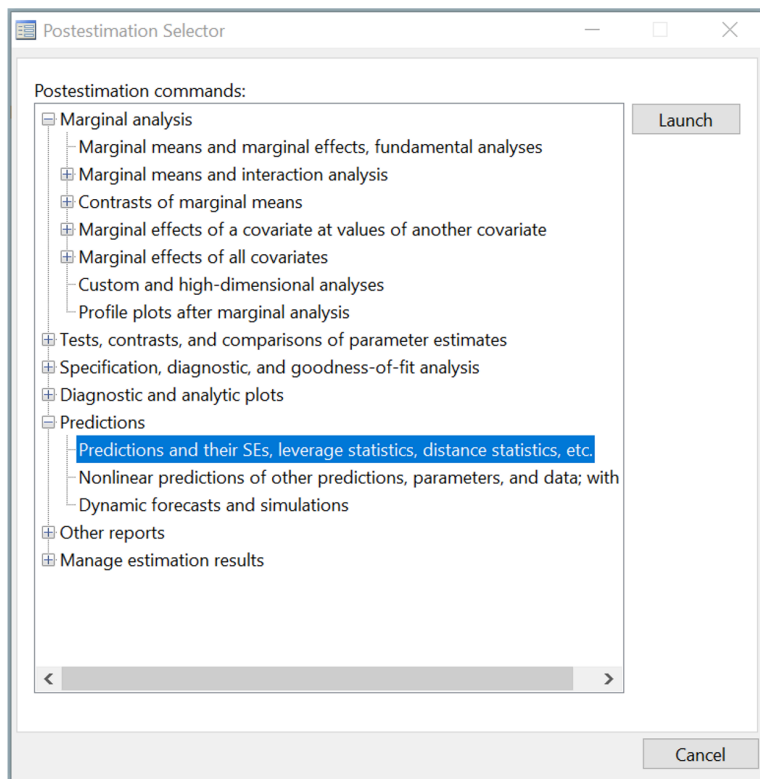 Postestimation Selector
Postestimation commands:
Marginal analysis
Launch
Marginal means and marginal effects, fundamental analyses
Marginal means and interaction analysis
Contrasts of marginal means
Marginal effects of a covariate at values of another covariate
Marginal effects of all covariates
Custom and high-dimensional analyses
Profile plots after marginal analysis
Tests, contrasts, and comparisons of parameter estimates
Specification, diagnostic, and goodness-of-fit analysis
Diagnostic and analytic plots
Predictions
Predictions and their SEs, leverage statistics, distance statistics, etc.
Nonlinear predictions of other predictions, parameters, and data; with
Dynamic forecasts and simulations
Other reports
Manage estimation results
Cancel